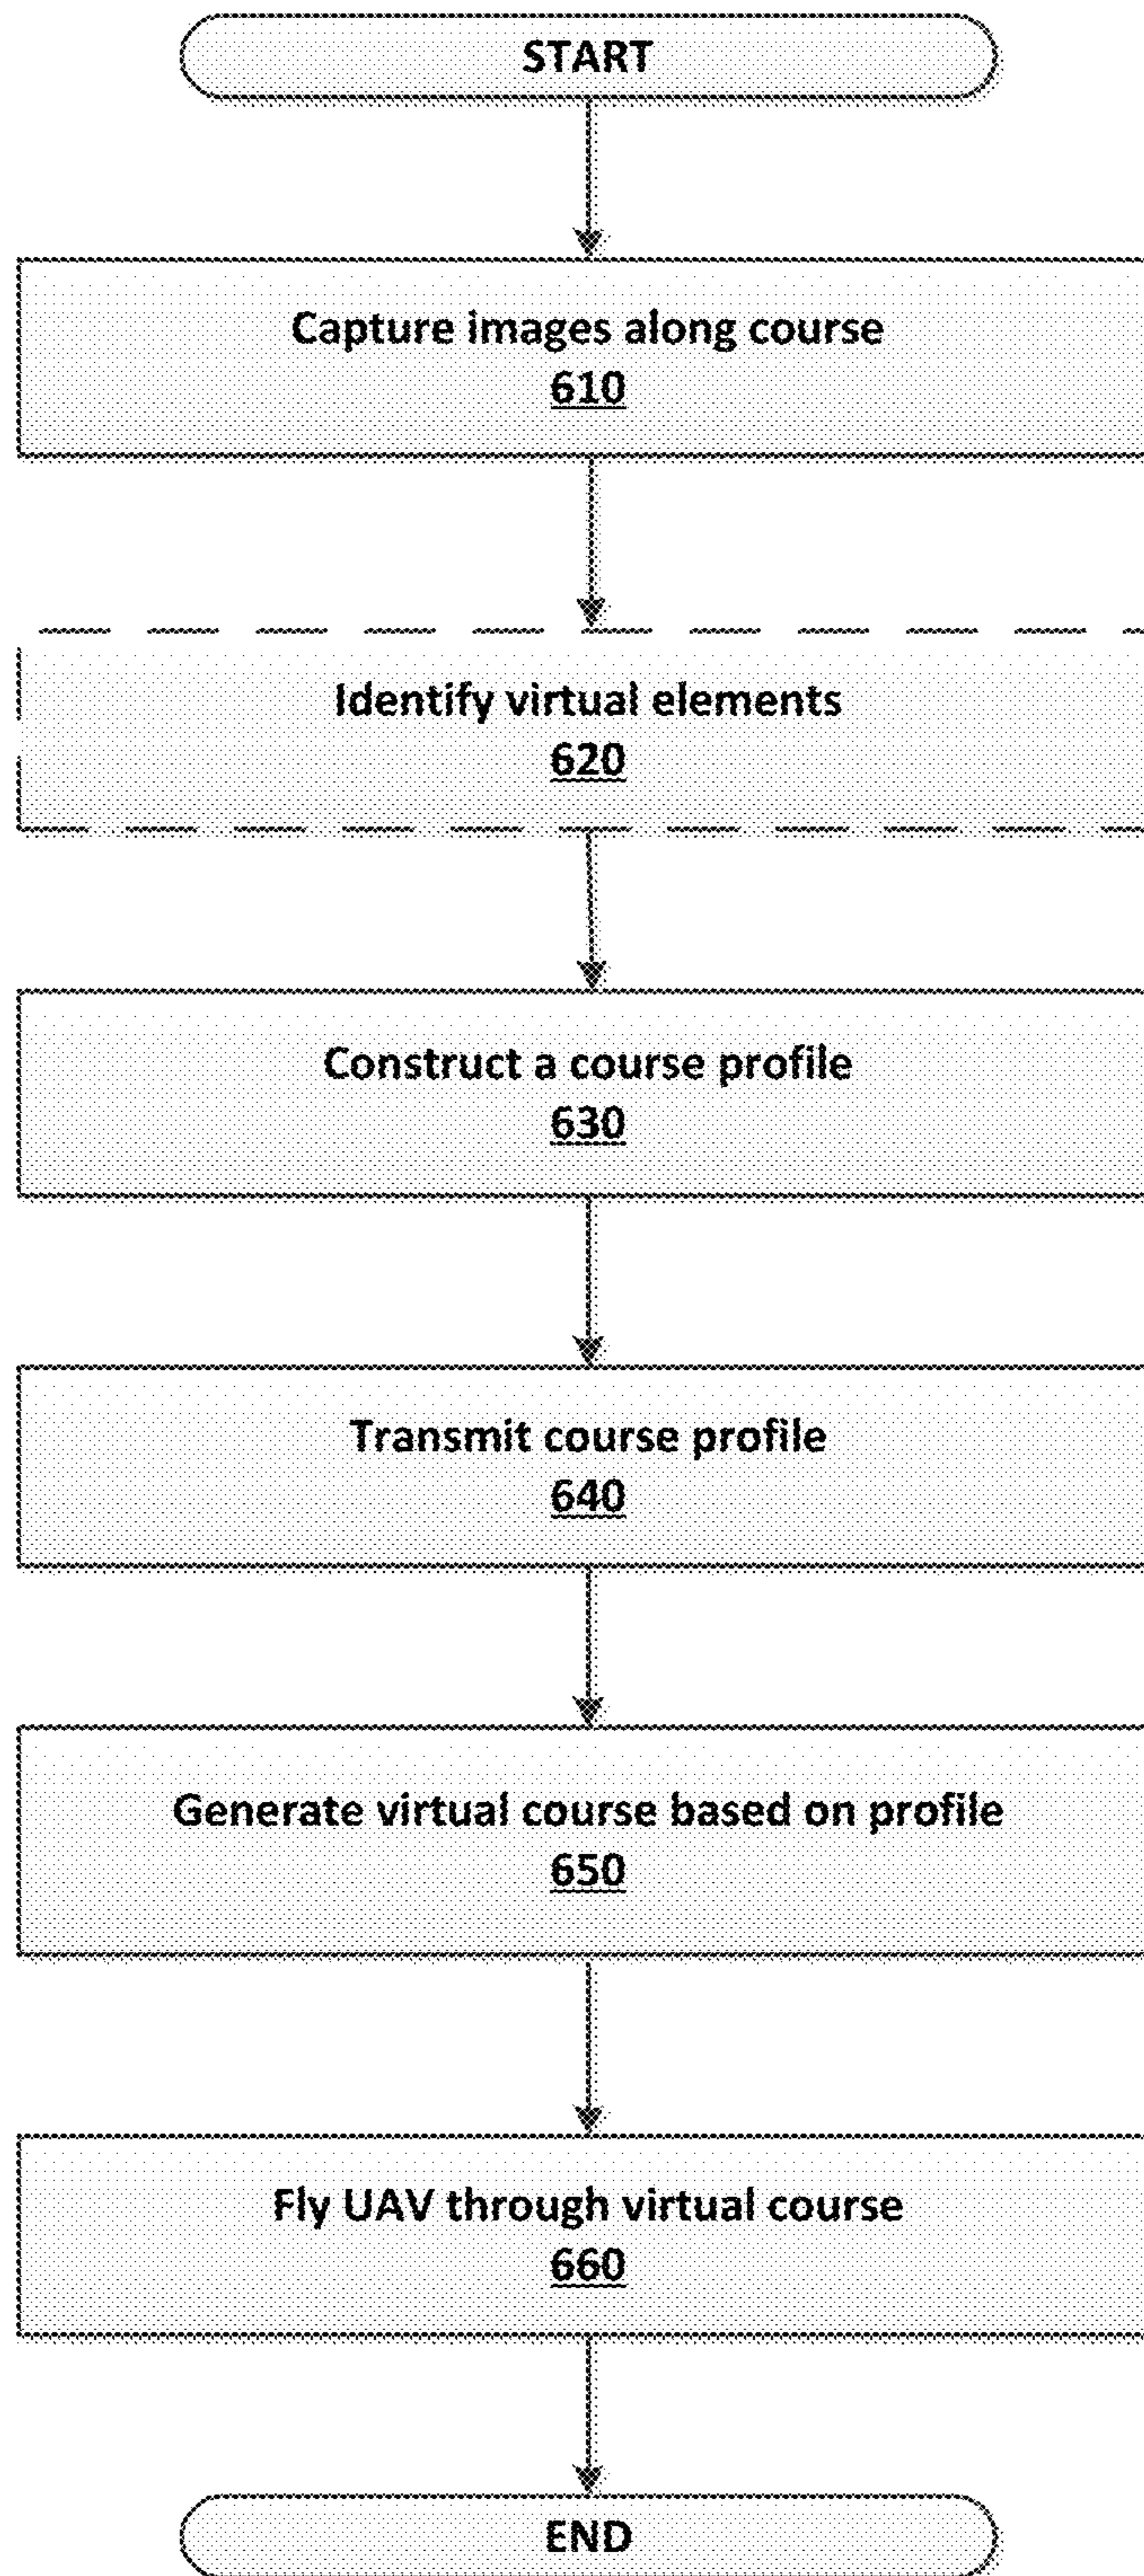 START
Capture images along course
610
Identify virtual elements
620
Construct a course profile
630
Transmit course profile
640
Generate virtual course based on profile
650
Fly UAV through virtual course
660
END